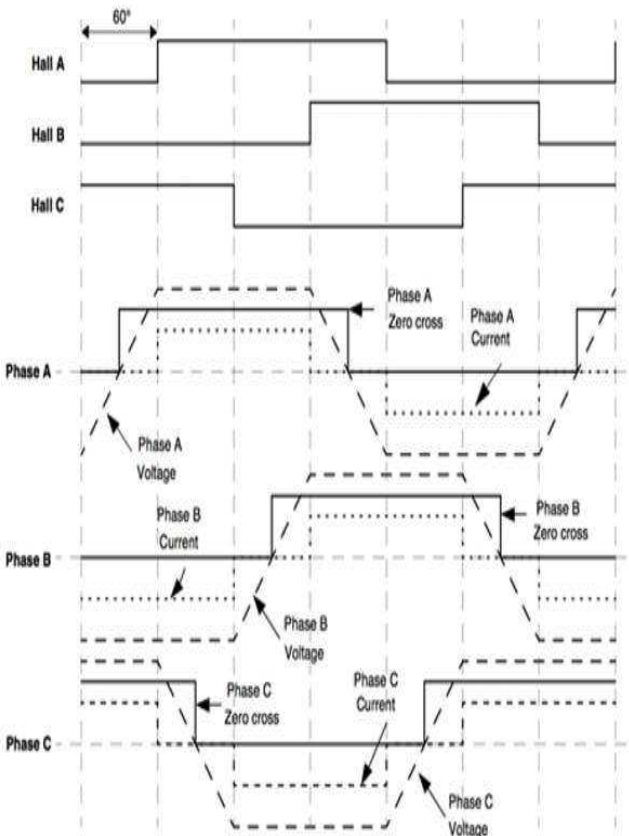 60°
Hall A
Hall B
Hall C
Phase A
Zero cross
Phase A
Current
Phase A
Phase A
Voltage
Phase B
Current
Phase B
Zero cross
Phase B
Phase B
Voltage
Phase C
Zero cross
Phase C
Current
Phase C
Phase C
Voltage